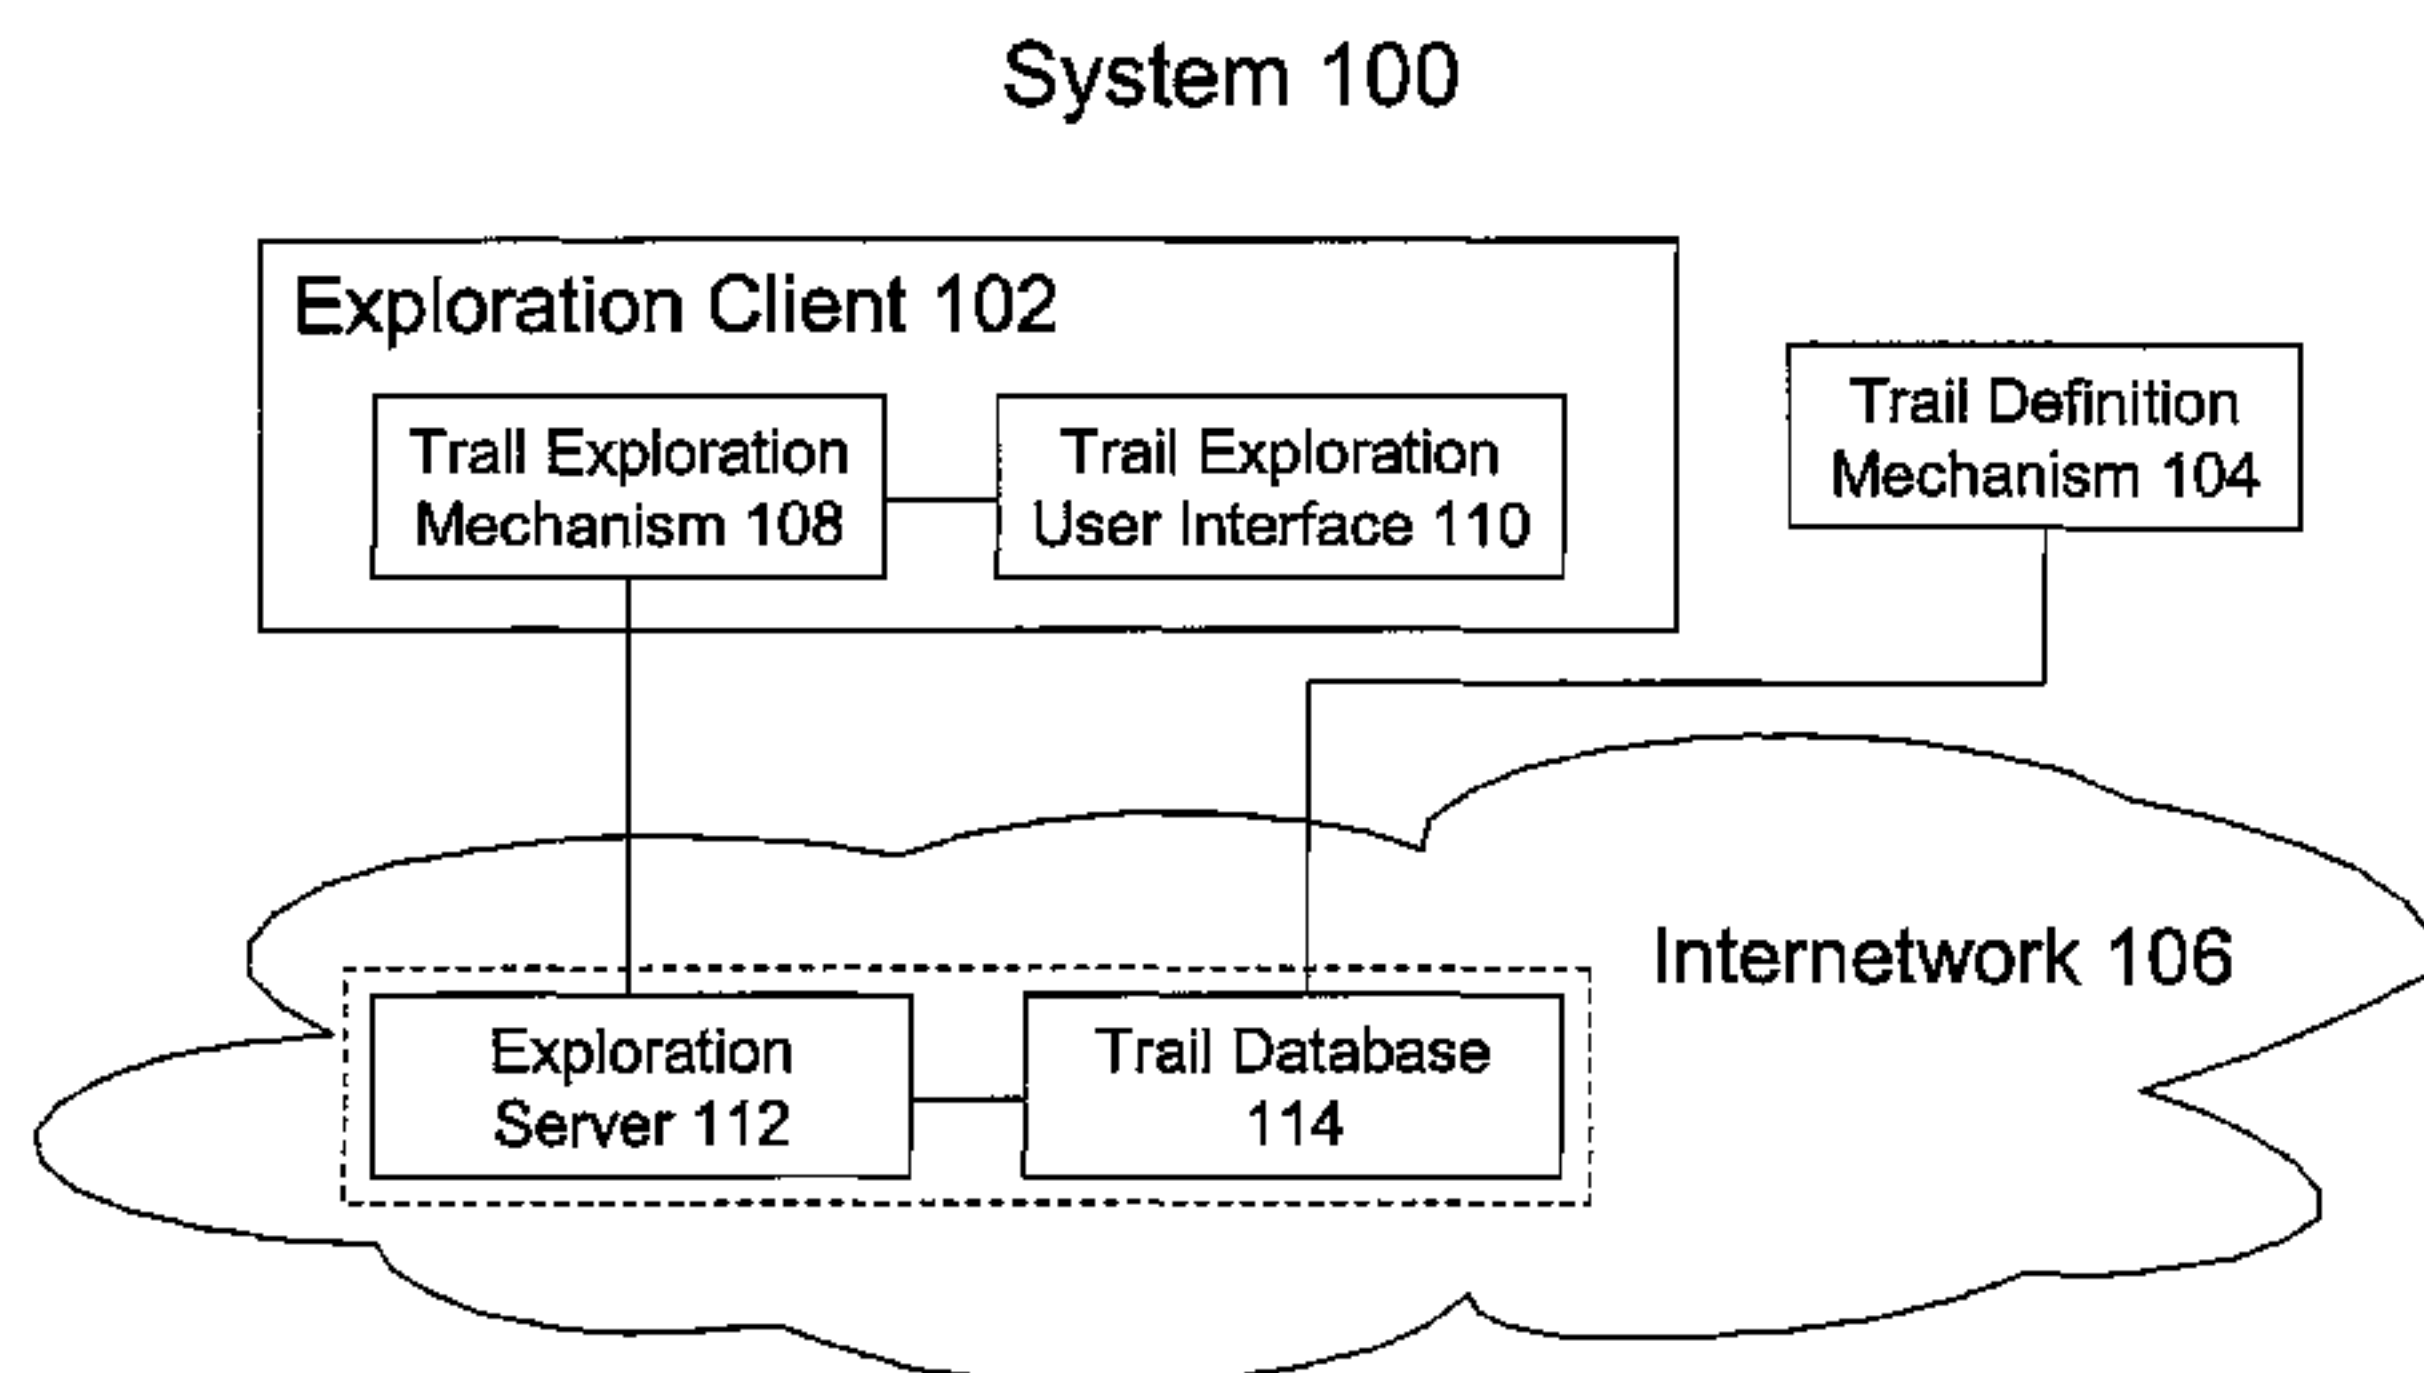 System 100
Exploration Client 102
Trail Exploration
Mechanism 108
Trail Exploration
User Interface 110
Trail Definition
Mechanism 104
Internetwork 106
Exploration
Server 112
Trail Database
114